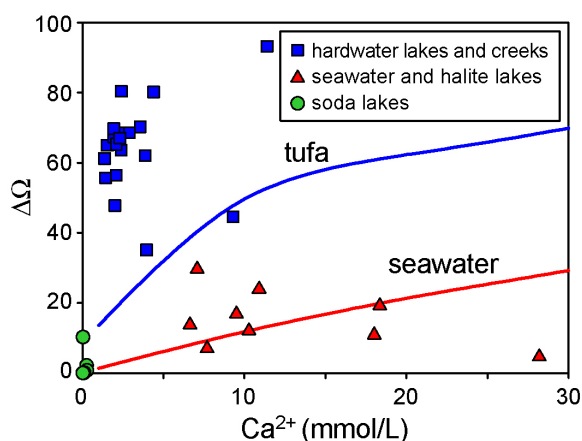 ΔΩ
100
80
60
40
20
0
hardwater lakes and creeks
seawater and halite lakes
soda lakes
tufa
seawater
0 10 20 30
Ca²⁺ (mmol/L)